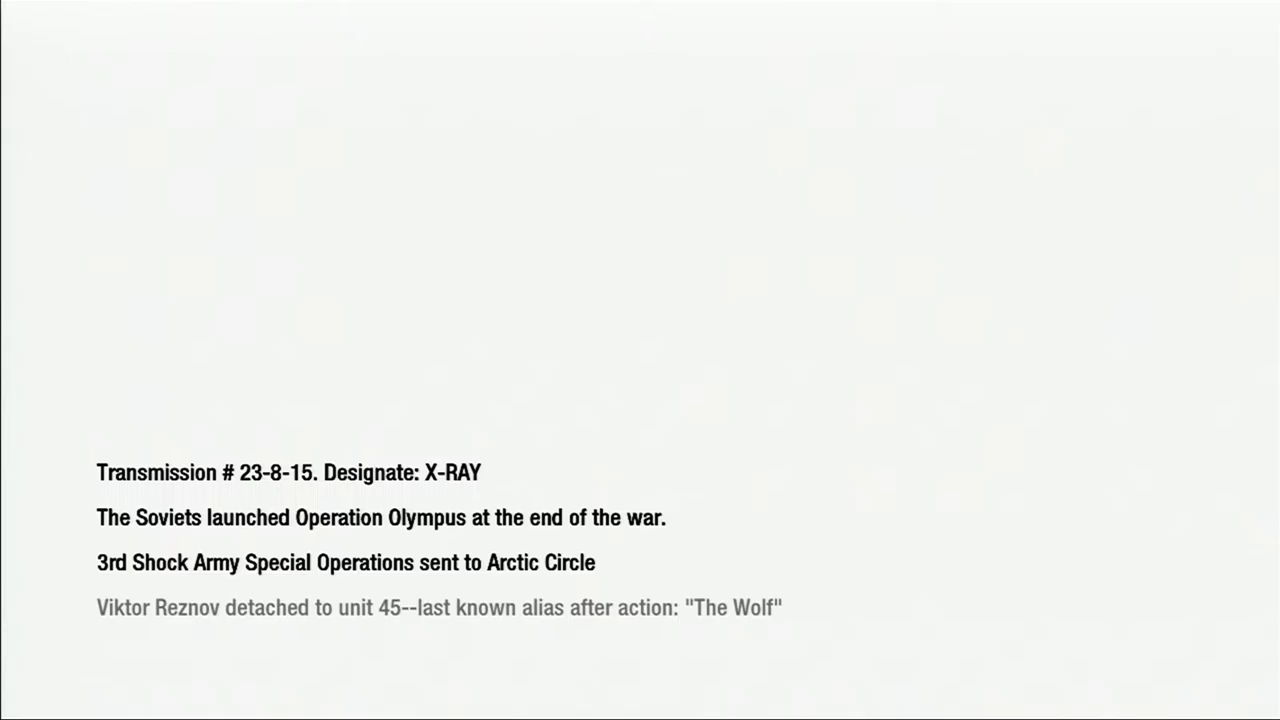 Transmission # 23-8-15. Designate: X-RAY
The Soviets launched Operation Olympus at the end of the war.
3rd Shock Army Special Operations sent to Arctic Circle
Viktor Reznov detached to unit 45--last known alias after action: "The Wolf"